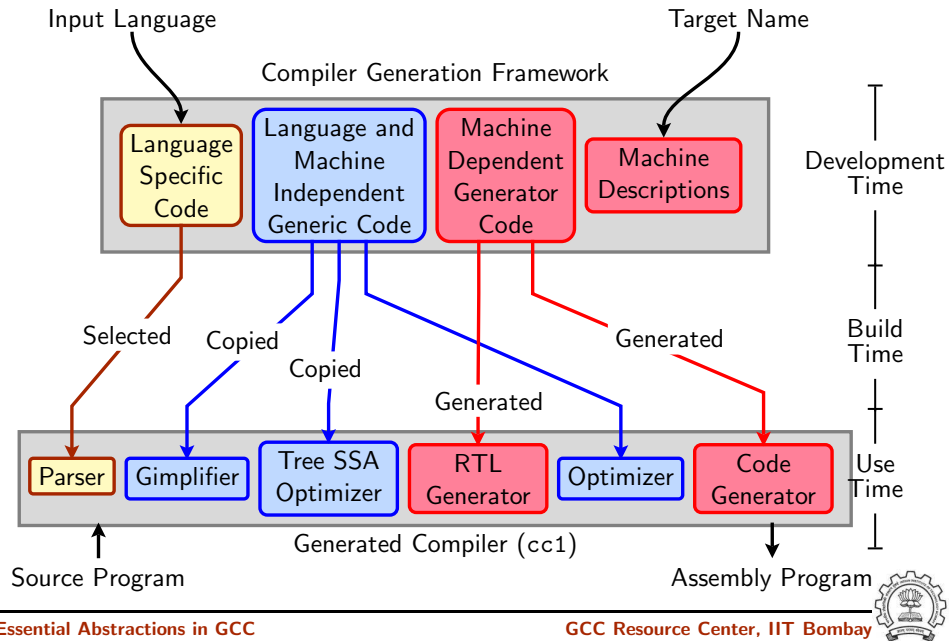 Input Language
Target Name
Compiler Generation Framework
Language
Specific
Code
Language and
Machine
Independent
Generic Code
Machine
Dependent
Generator
Code
Machine
Descriptions
Development
Time
Selected
Copied
Copied
Generated
Generated
Build
Time
Parser
Gimplifier
Tree SSA
Optimizer
RTL
Generator
Optimizer
Code
Generator
Use
Time
Generated Compiler (cc1)
Source Program
Assembly Program
Essential Abstractions in GCC
GCC Resource Center, IIT Bombay